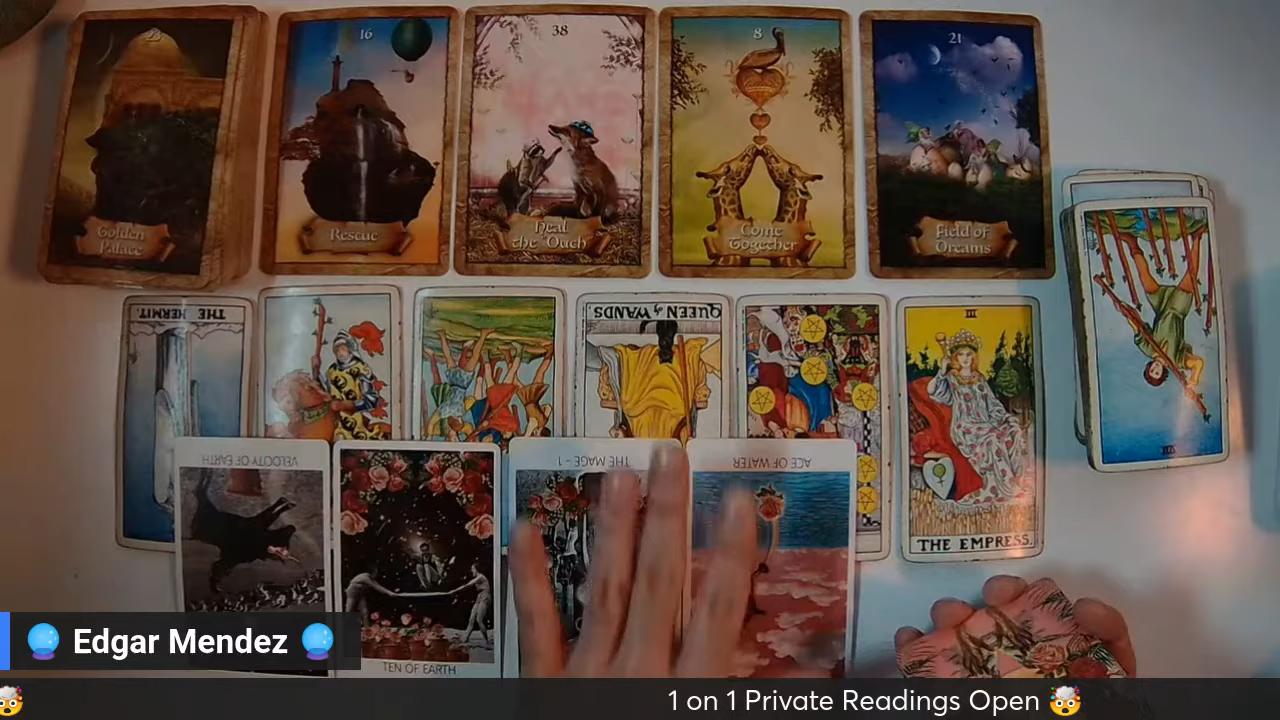 23
Golden
Palace
16
Rescue
38
Heal
the Ouch
8
Come
Together
21
Field of
Dreams
THE HERMIT.
QUEEN of WANDS.
III
THE EMPRESS.
VII
VELOCITY OF EARTH
TEN OF EARTH
THE MAGE - 1
ACE OF WATER
🔮 Edgar Mendez 🔮
🤯 1 on 1 Private Readings Open 🤯